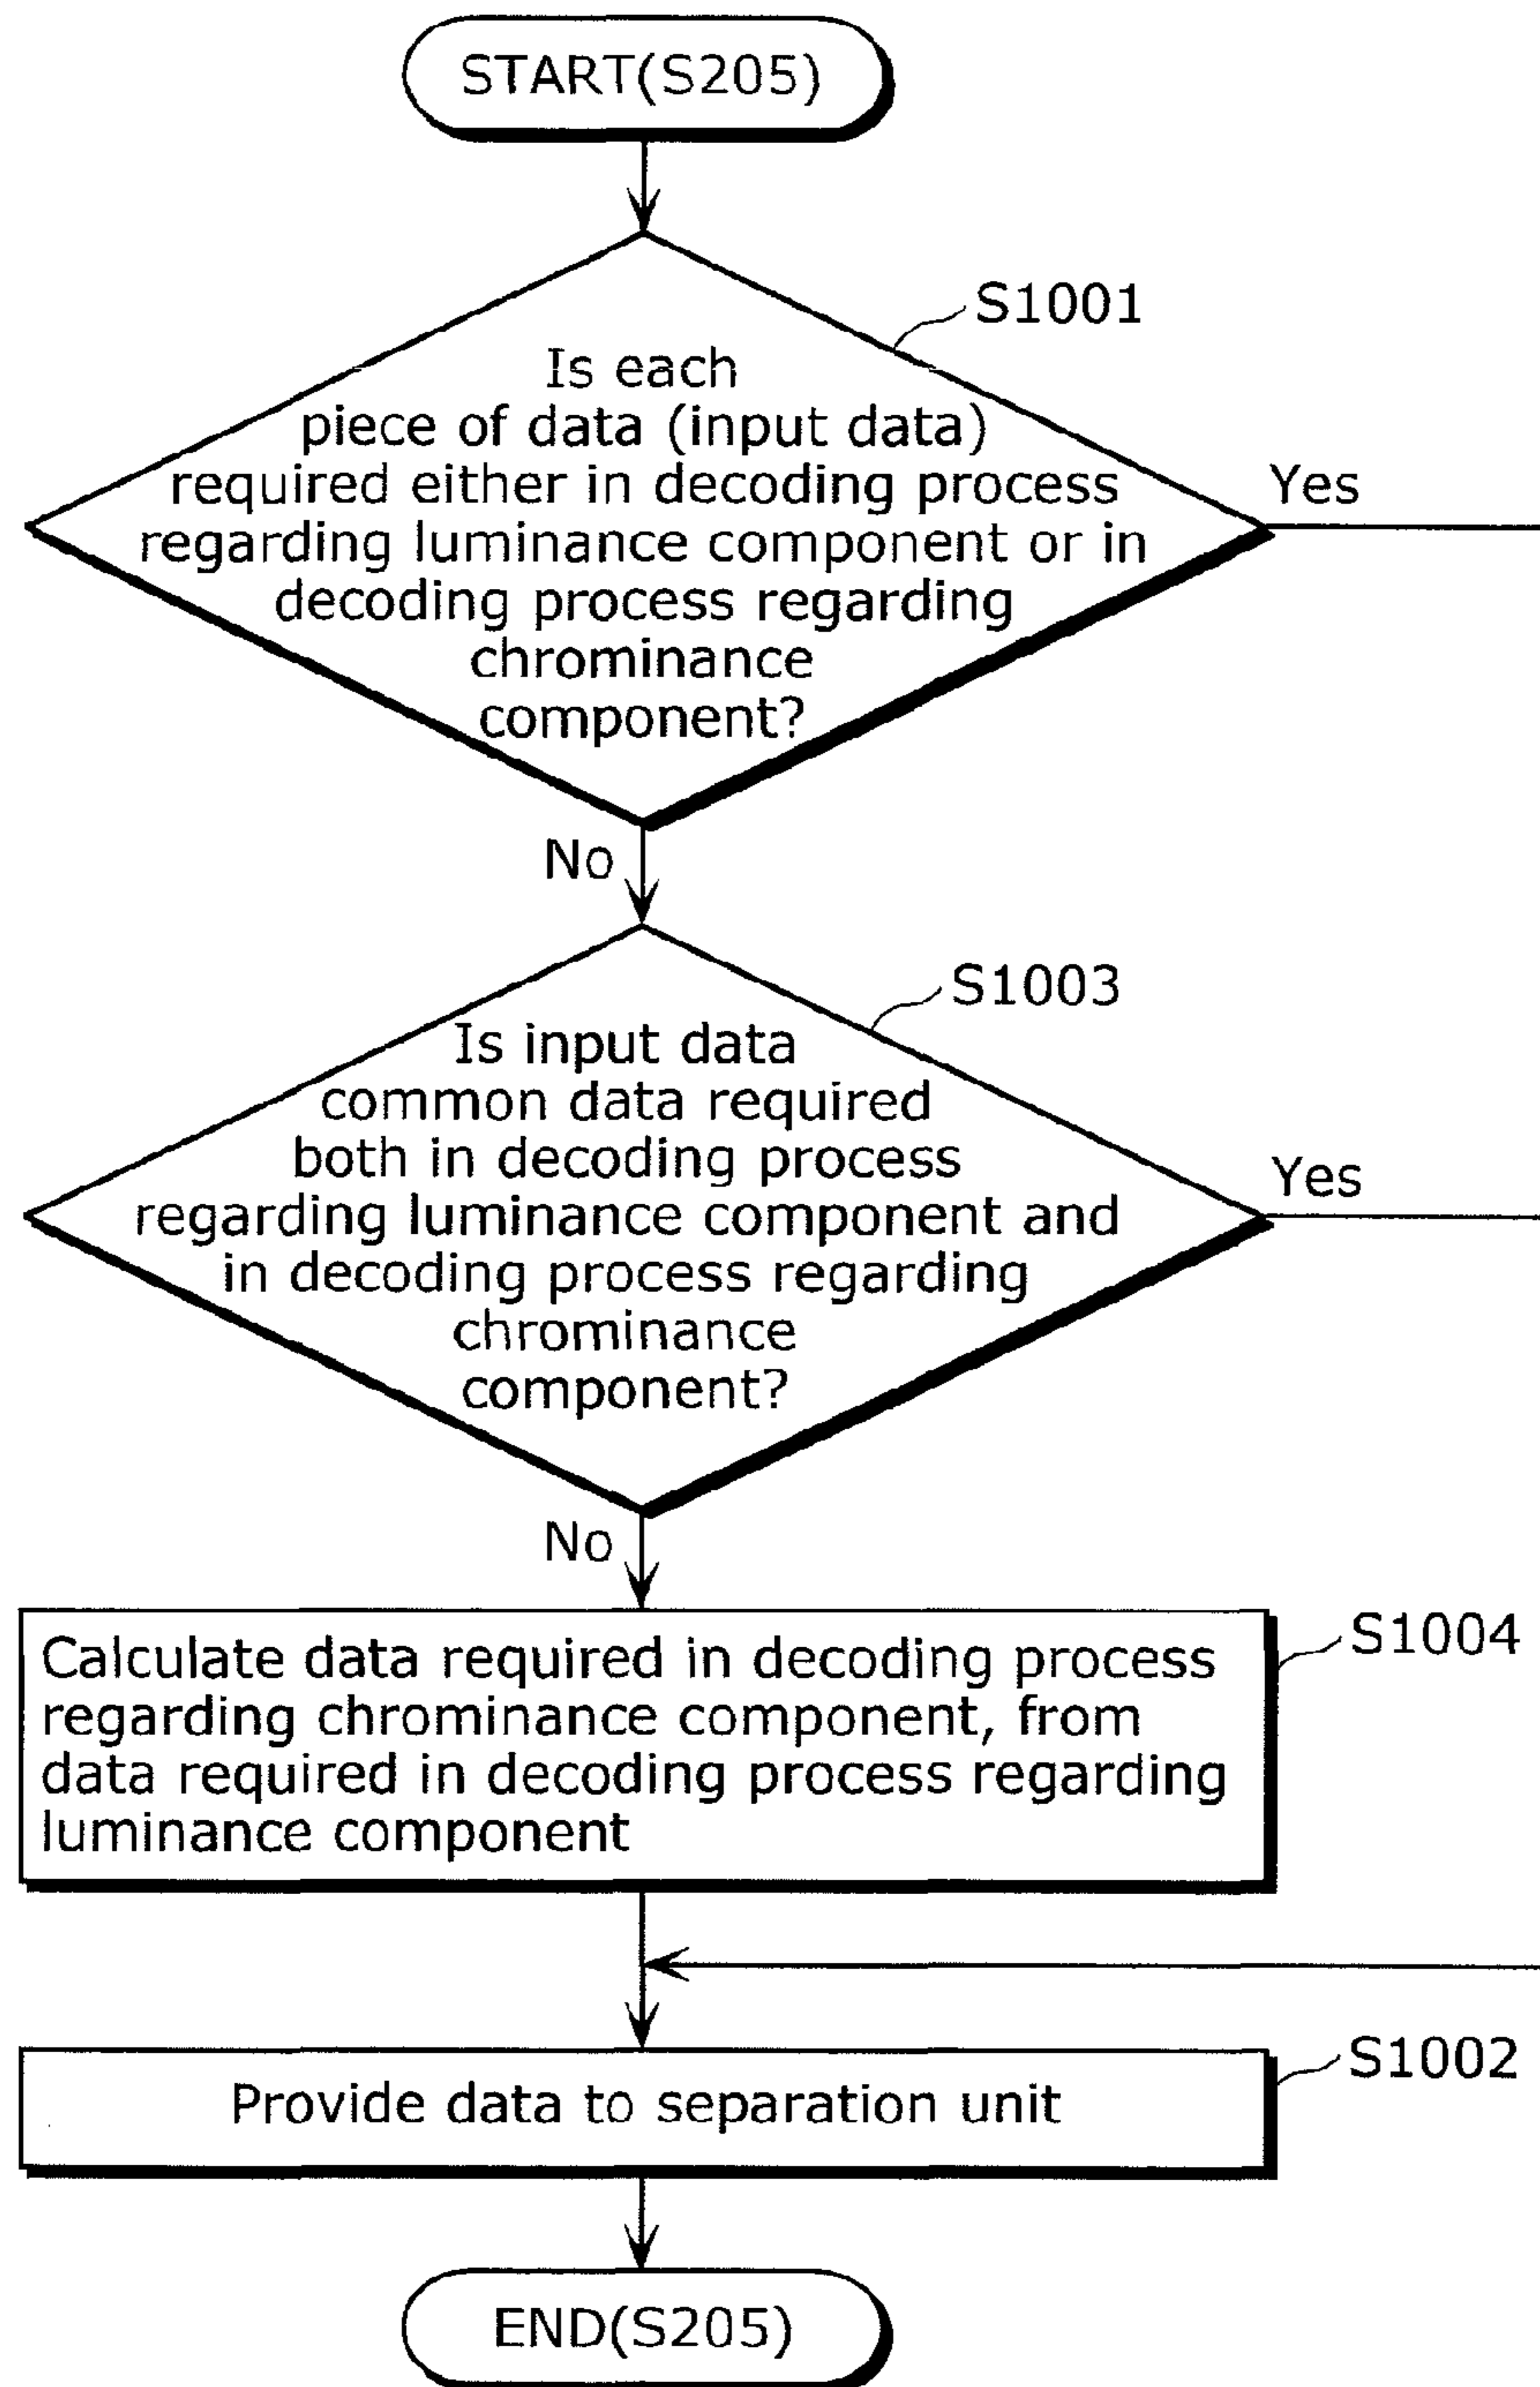 START(S205)
S1001
Is each
piece of data (input data)
required either in decoding process
regarding luminance component or in
decoding process regarding
chrominance
component?
Yes
No
S1003
Is input data
common data required
both in decoding process
regarding luminance component and
in decoding process regarding
chrominance
component?
Yes
No
S1004
Calculate data required in decoding process
regarding chrominance component, from
data required in decoding process regarding
luminance component
S1002
Provide data to separation unit
END(S205)